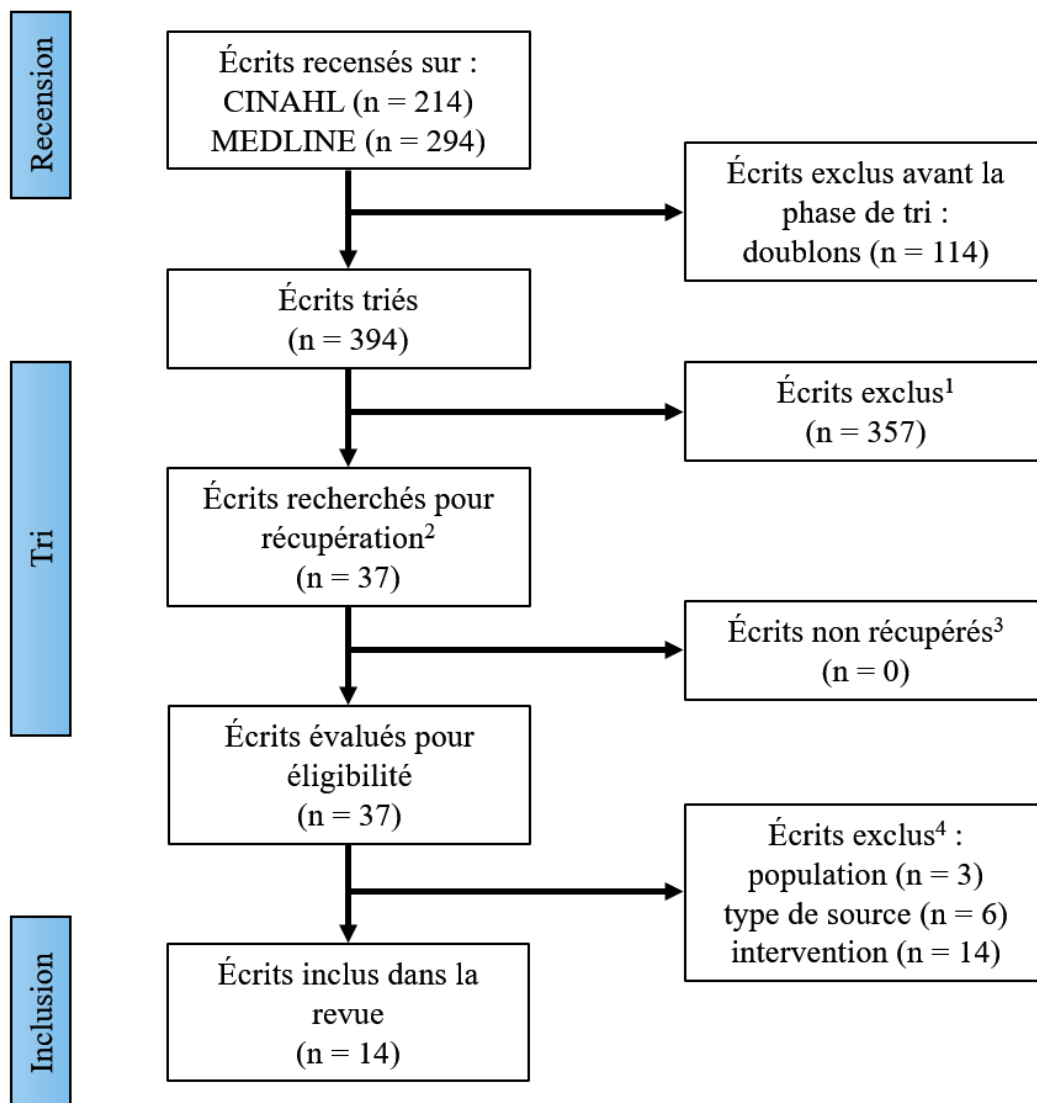 Recension
Écrits recensés sur :
CINAHL (n = 214)
MEDLINE (n = 294)
Écrits exclus avant la
phase de tri :
doublons (n = 114)
Écrits triés
(n = 394)
Tri
Écrits exclus¹
(n = 357)
Écrits recherchés pour
récupération²
(n = 37)
Écrits non récupérés³
(n = 0)
Écrits évalués pour
éligibilité
(n = 37)
Écrits exclus⁴ :
population (n = 3)
type de source (n = 6)
intervention (n = 14)
Inclusion
Écrits inclus dans la
revue
(n = 14)